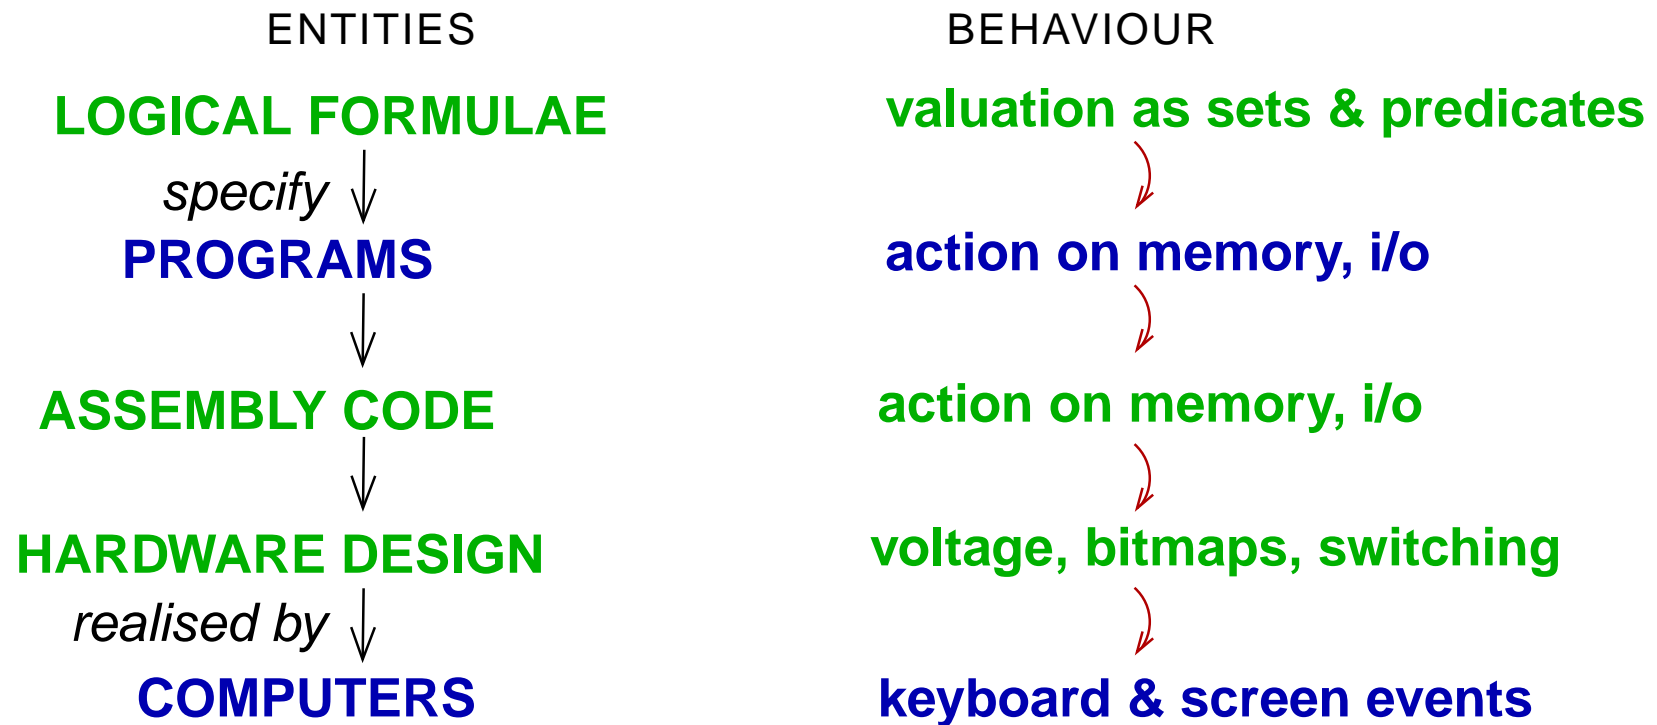 ENTITIES
BEHAVIOUR
LOGICAL FORMULAE
valuation as sets & predicates
specify
PROGRAMS
action on memory, i/o
ASSEMBLY CODE
action on memory, i/o
HARDWARE DESIGN
voltage, bitmaps, switching
realised by
COMPUTERS
keyboard & screen events